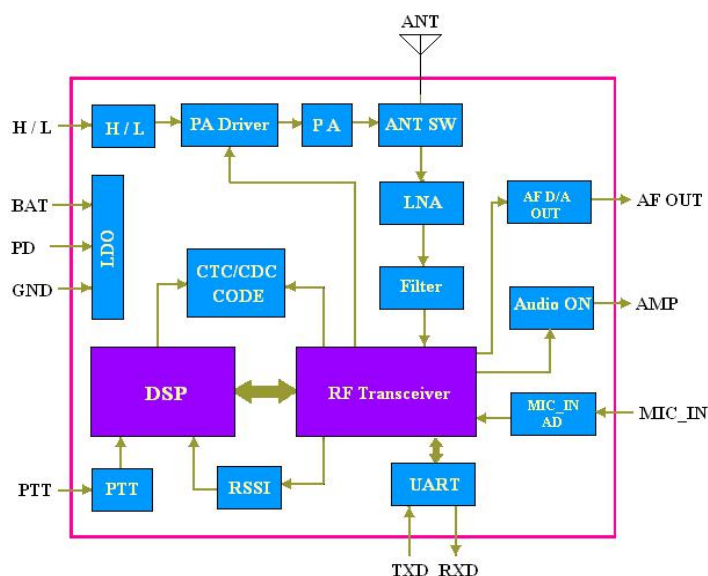 ANT
H / L
H / L
PA Driver
P A
ANT SW
BAT
PD
GND
LDO
LNA
AF D/A
OUT
AF OUT
CTC/CDC
CODE
Filter
Audio ON
AMP
DSP
RF Transceiver
MIC_IN
AD
MIC_IN
PTT
PTT
RSSI
UART
TXD
RXD